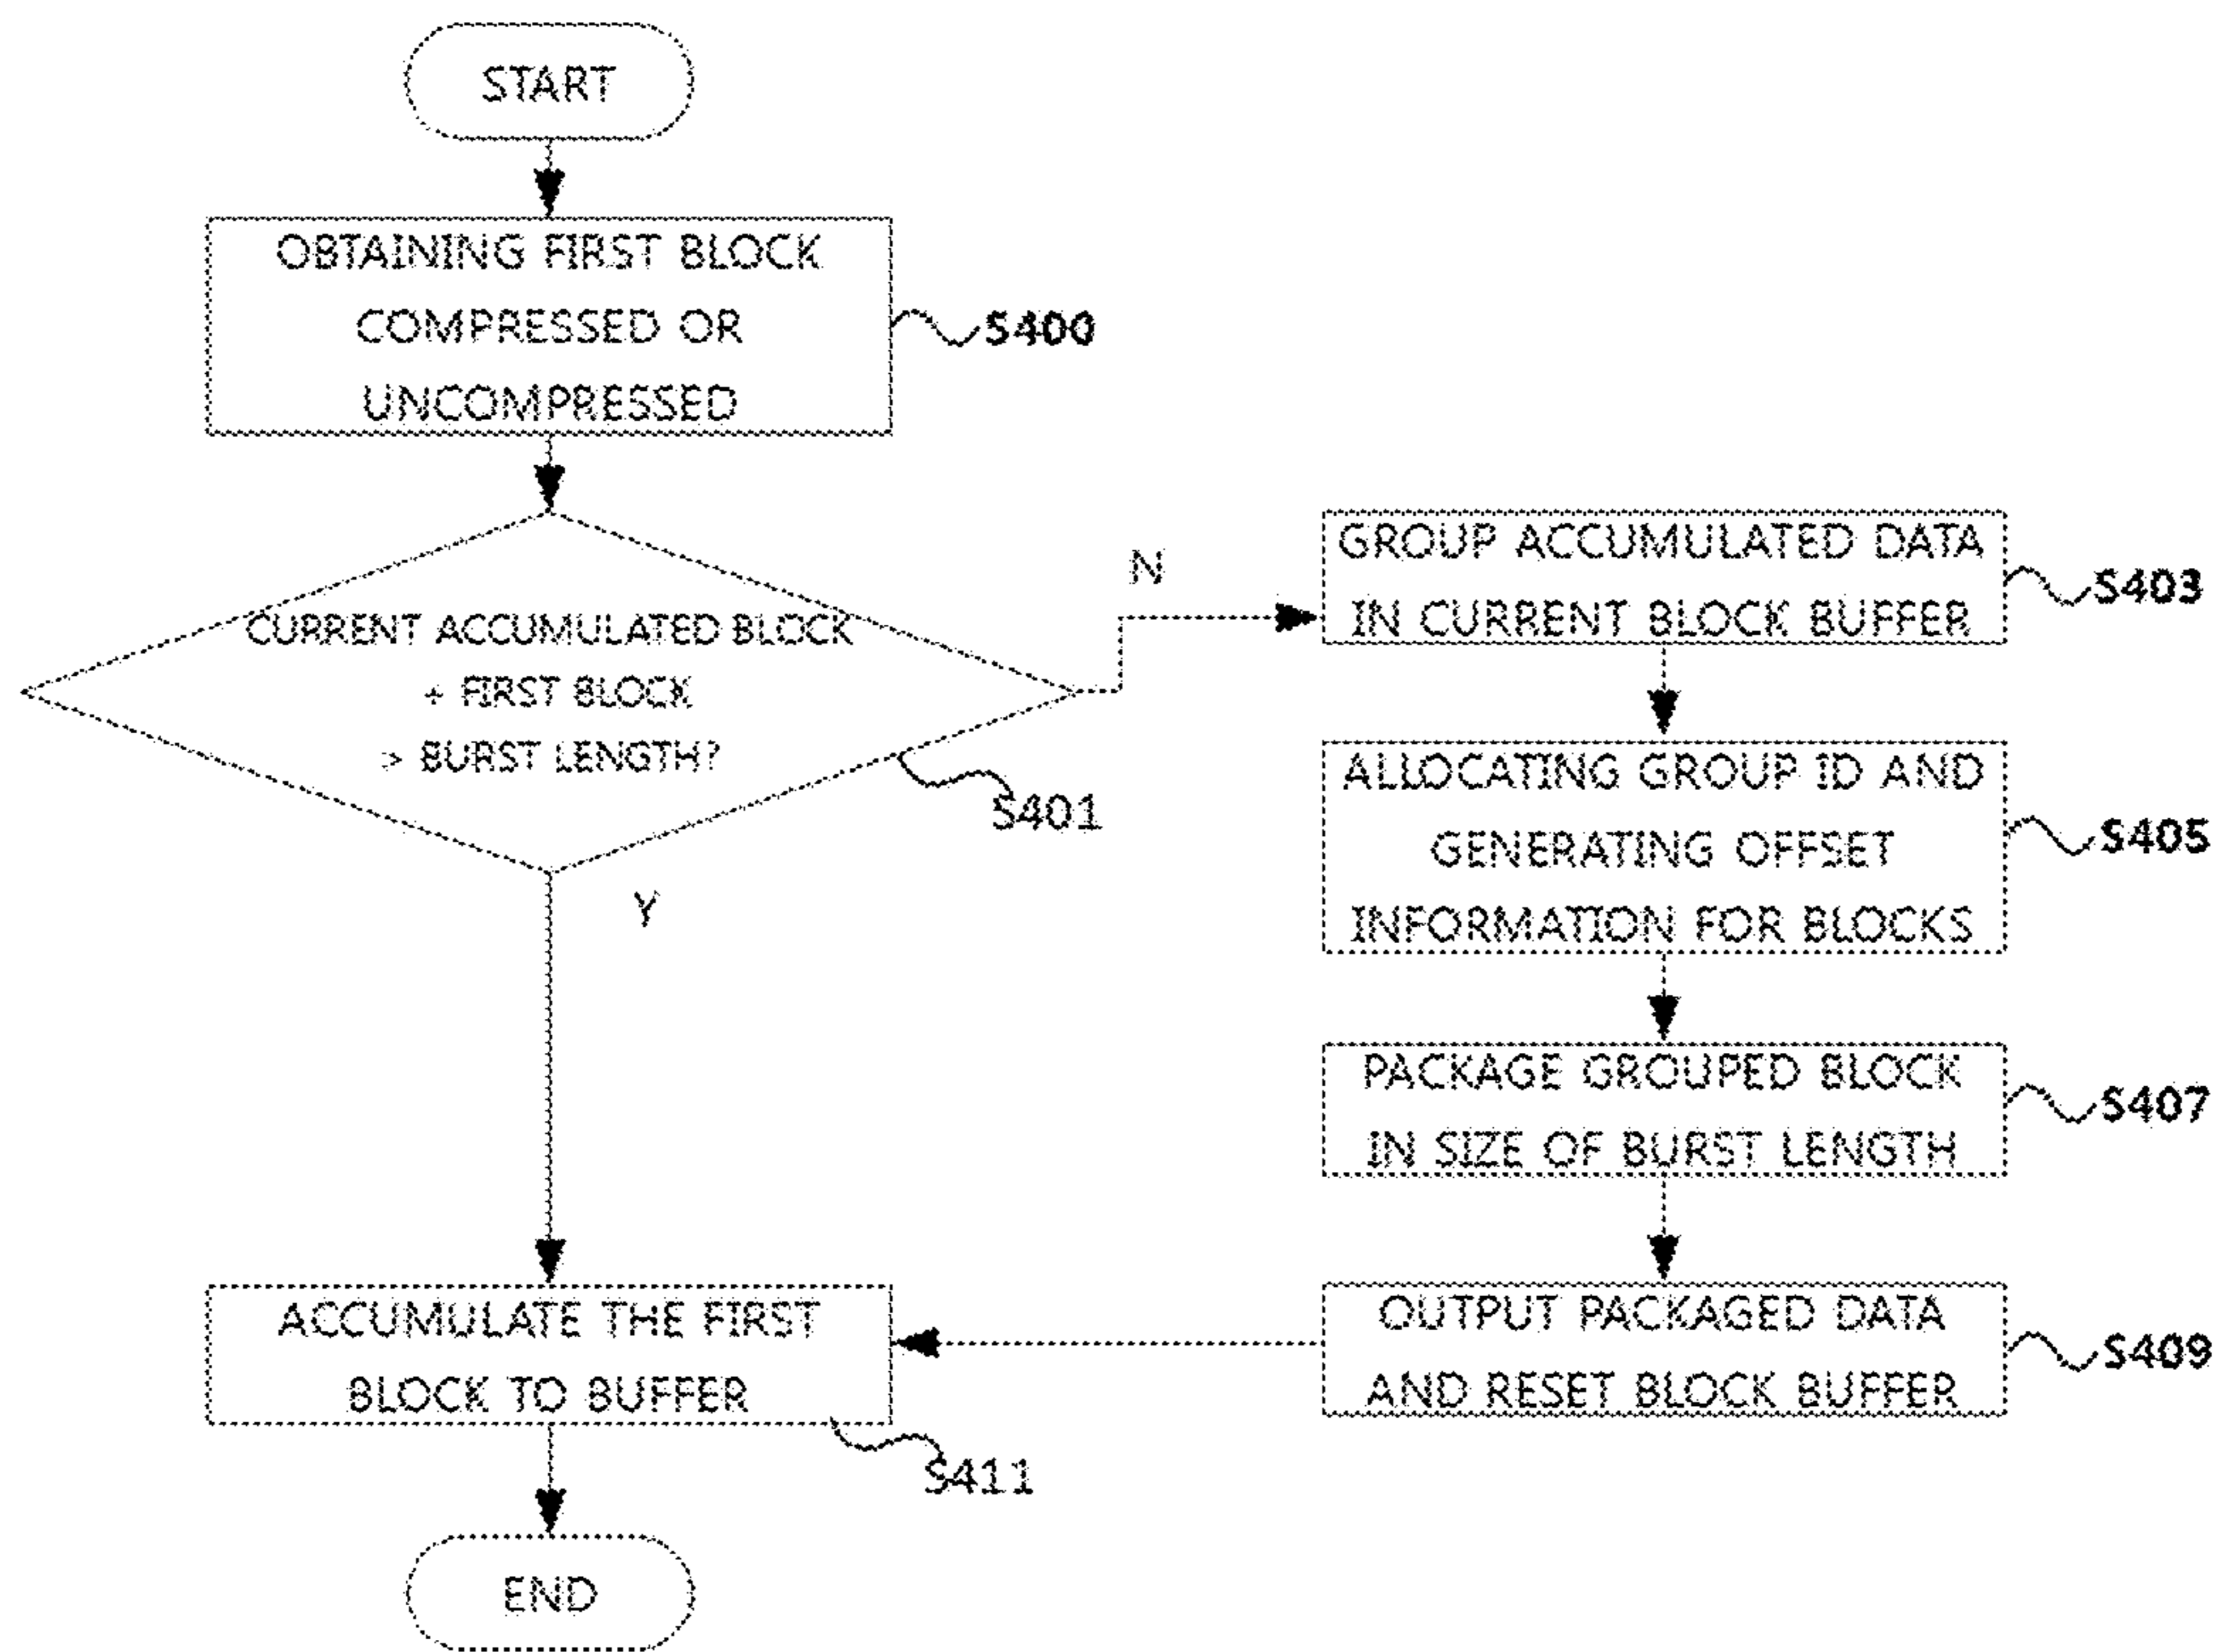 START
OBTAINING FIRST BLOCK
COMPRESSED OR
UNCOMPRESSED
S400
CURRENT ACCUMULATED BLOCK
+ FIRST BLOCK
> BURST LENGTH?
S401
N
Y
GROUP ACCUMULATED DATA
IN CURRENT BLOCK BUFFER
S403
ALLOCATING GROUP ID AND
GENERATING OFFSET
INFORMATION FOR BLOCKS
S405
PACKAGE GROUPED BLOCK
IN SIZE OF BURST LENGTH
S407
OUTPUT PACKAGED DATA
AND RESET BLOCK BUFFER
S409
ACCUMULATE THE FIRST
BLOCK TO BUFFER
S411
END